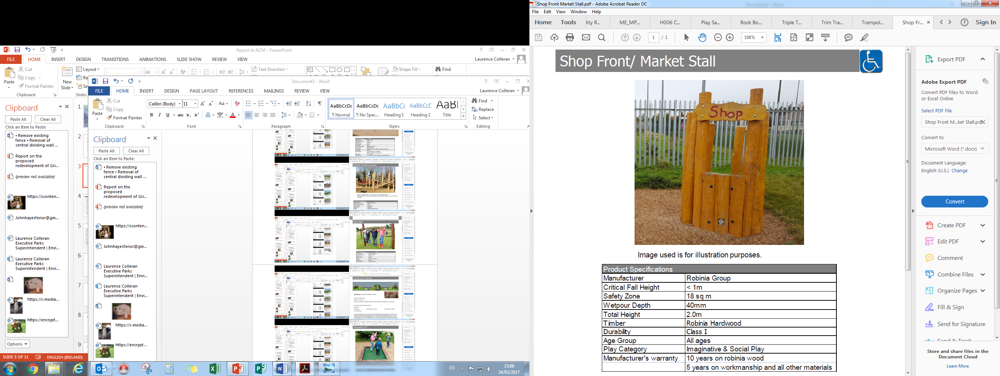 Report to ACM - PowerPoint
FILE HOME INSERT DESIGN TRANSITIONS ANIMATIONS SLIDE SHOW REVIEW VIEW
Laurence Colleran
Paste
Cut
Copy
Format Painter
Clipboard
New
Slide
Layout
Re
Se
Slides
44
Text Direction
Shape Fill
Find
Clipboard
Paste All Clear All
Click an Item to Paste:
• Remove existing
fence • Removal of
central dividing wall ...
Report on the
proposed
redevelopment of Gri...
(preview not available)
https://sconten...
Johnhayesfenor@gm...
Laurence Colleran
Executive Parks
Superintendent | Envi...
Laurence Colleran
Executive Parks
Superintendent | Envi...
https://s-media...
https://encrypt...
Options
1
2
3
4
5
6
7
8
9
SLIDE 3 OF 11 ENGLISH (IRELAND)
Document3 - Word
FILE HOME INSERT DESIGN PAGE LAYOUT REFERENCES MAILINGS REVIEW VIEW
Laurence Colleran
Paste
Cut
Copy
Format Painter
Clipboard
Calibri (Body) 11
Font
Paragraph
AaBbCcDc AaBbCcDc AaBbCc AaBbCcD AaBl
¶ Normal ¶ No Spac... Heading 1 Heading 2 Title
Styles
Find
Replace
Select
Editing
Clipboard
Paste All Clear All
Click an Item to Paste:
• Remove existing
fence • Removal of
central dividing wall ...
Report on the
proposed
redevelopment of Gri...
(preview not available)
https://sconten...
Johnhayesfenor@gm...
Laurence Colleran
Executive Parks
Superintendent | Envi...
Laurence Colleran
Executive Parks
Superintendent | Envi...
https://s-media...
https://encrypt...
Multilog Climbing Pyramid
Rope Walk
Troll Structure & Mounds
Trampoline "XL"
EN
15:08
24/03/2017
Shop Front Market Stall.pdf - Adobe Acrobat Reader DC
File Edit View Window Help
Home Tools lity R... ME_MP... H006 C... Play Sa... Rock Bo... Triple T... Trim Tra... Trampol... Shop Fr... Sign In
1 / 1
108%
Shop Front/ Market Stall
Shop
Image used is for illustration purposes.
Product Specifications
Manufacturer Robinia Group
Critical Fall Height < 1m
Safety Zone 18 sq m
Wetpour Depth 40mm
Total Height 2.0m
Timber Robinia Hardwood
Durability Class I
Age Group All ages
Play Category Imaginative & Social Play
Manufacturer's warranty 10 years on robinia wood
5 years on workmanship and all other materials
Export PDF
Adobe Export PDF
Convert PDF Files to Word
or Excel Online
Select PDF File
Shop Front M...ket Stall.pdf
Convert to
Microsoft Word (*.docx)
Document Language:
English (U.S.) Change
Convert
Create PDF
Edit PDF
Comment
Combine Files
Organize Pages
Fill & Sign
Send for Signature
Send & Track
Store and share files in the
Document Cloud
Learn More